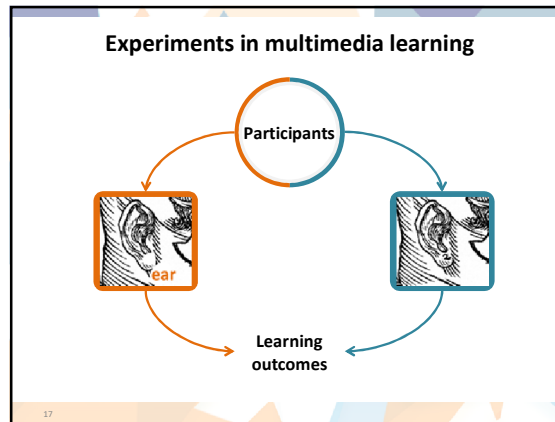 Experiments in multimedia learning
Participants
ear
Learning
outcomes
17